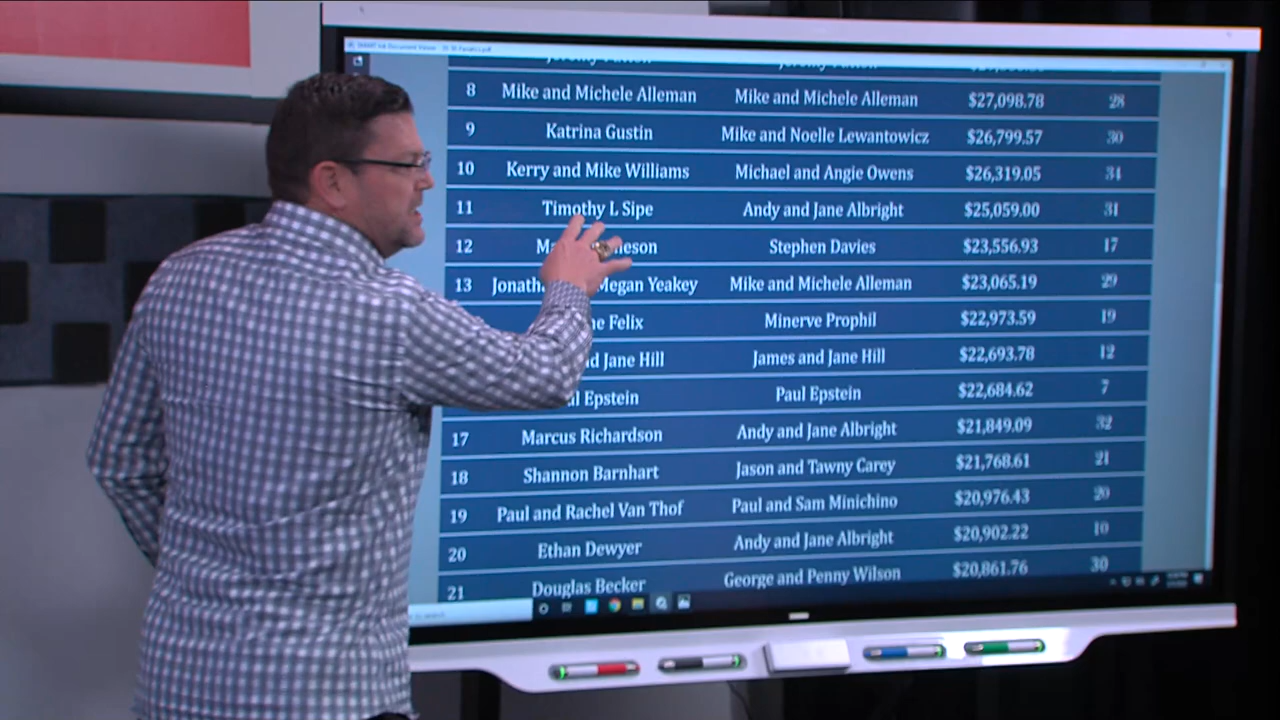 8 Mike and Michele Alleman Mike and Michele Alleman $27,098.78 28
9 Katrina Gustin Mike and Noelle Lewantowicz $26,799.57 30
10 Kerry and Mike Williams Michael and Angie Owens $26,319.05 34
11 Timothy L Sipe Andy and Jane Albright $25,059.00 31
12 Stephen Davies $23,556.93 17
13 Megan Yeakey Mike and Michele Alleman $23,065.19 29
Felix Minerve Prophil $22,973.59 19
Jane Hill James and Jane Hill $22,693.78 12
Epstein Paul Epstein $22,684.62 7
17 Marcus Richardson Andy and Jane Albright $21,849.09 32
18 Shannon Barnhart Jason and Tawny Carey $21,768.61 21
19 Paul and Rachel Van Thof Paul and Sam Minichino $20,976.43 20
20 Ethan Dewyer Andy and Jane Albright $20,902.22 10
21 Douglas Becker George and Penny Wilson $20,861.76 30